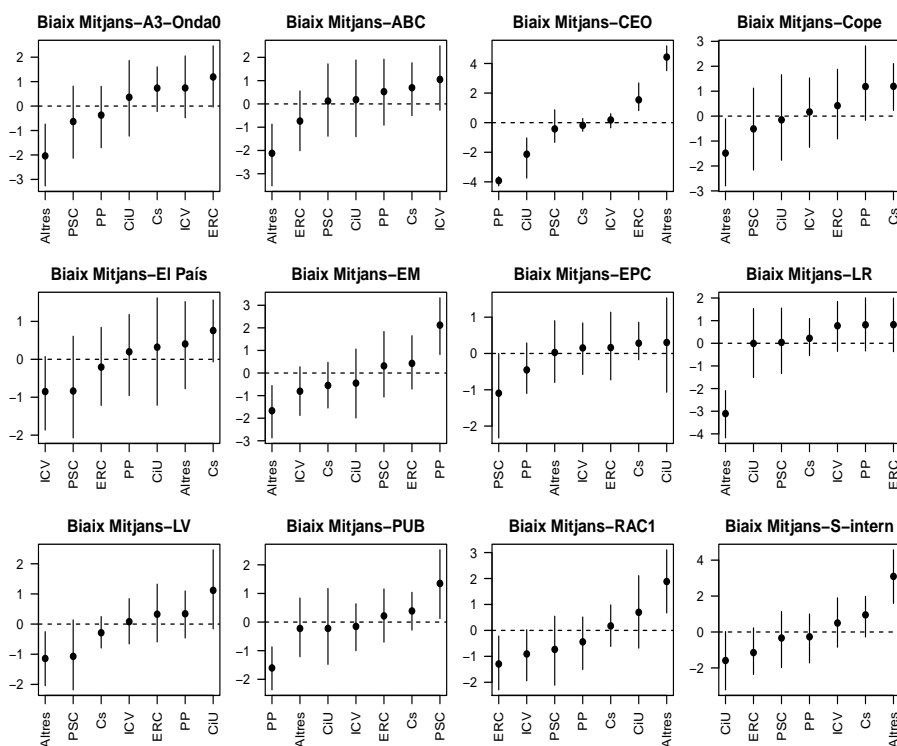 Biaix Mitjans−A3−Onda0
2
1
0
−1
−2
−3
Altres
PSC
PP
CiU
Cs
ICV
ERC
Biaix Mitjans−ABC
2
1
0
−1
−2
−3
Altres
ERC
PSC
CiU
PP
Cs
ICV
Biaix Mitjans−CEO
4
2
0
−2
−4
PP
CiU
PSC
Cs
ICV
ERC
Altres
Biaix Mitjans−Cope
3
2
1
0
−1
−2
−3
Altres
PSC
CiU
ICV
ERC
PP
Cs
Biaix Mitjans−El País
1
0
−1
−2
ICV
PSC
ERC
PP
CiU
Altres
Cs
Biaix Mitjans−EM
3
2
1
0
−1
−2
−3
Altres
ICV
Cs
CiU
PSC
ERC
PP
Biaix Mitjans−EPC
1
0
−1
−2
PSC
PP
Altres
ICV
ERC
Cs
CiU
Biaix Mitjans−LR
2
1
0
−1
−2
−3
−4
Altres
CiU
PSC
Cs
ICV
PP
ERC
Biaix Mitjans−LV
2
1
0
−1
−2
Altres
PSC
Cs
ICV
ERC
PP
CiU
Biaix Mitjans−PUB
2
1
0
−1
−2
PP
Altres
CiU
ICV
ERC
Cs
PSC
Biaix Mitjans−RAC1
3
2
1
0
−1
−2
ERC
ICV
PSC
PP
Cs
CiU
Altres
Biaix Mitjans−S−intern
4
2
0
−2
CiU
ERC
PSC
PP
ICV
Cs
Altres